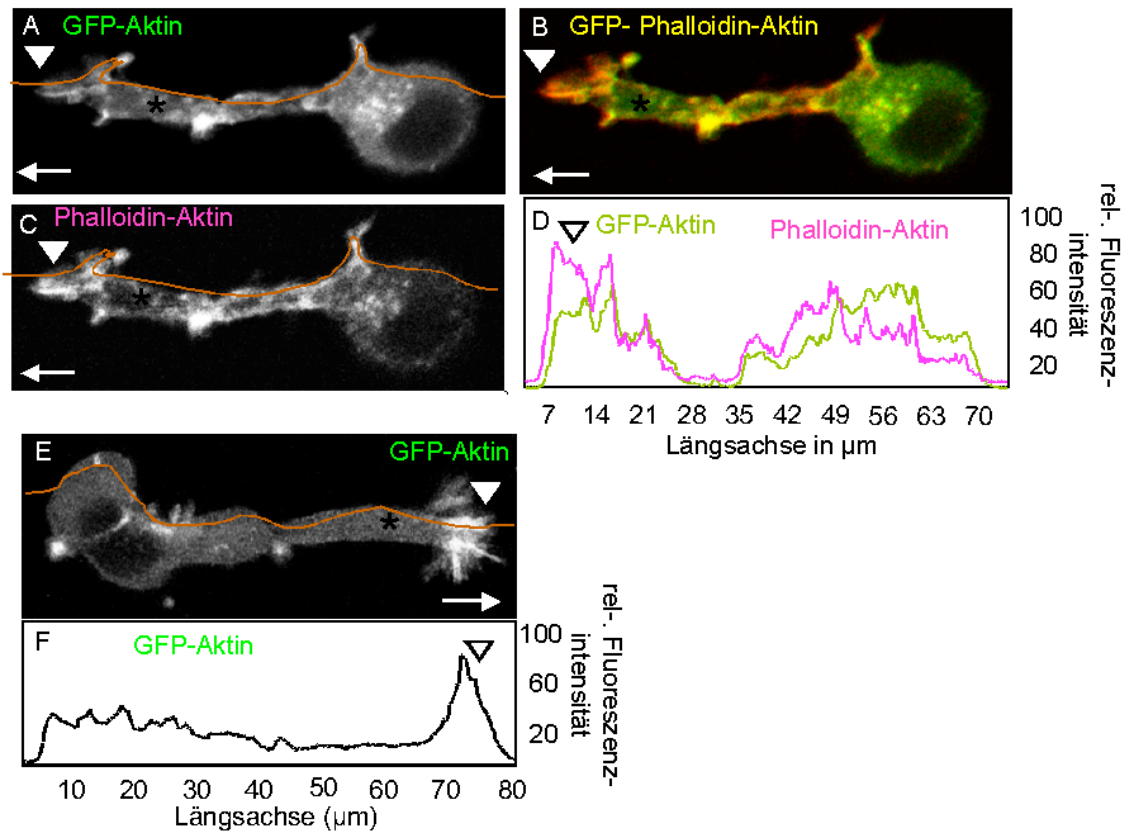 A GFP-Aktin
*
B GFP- Phalloidin-Aktin
*
C Phalloidin-Aktin
*
D GFP-Aktin Phalloidin-Aktin
100
80
60
40
20
rel-. Fluoreszenz-
intensität
7 14 21 28 35 42 49 56 63 70
Längsachse in µm
E GFP-Aktin
*
F GFP-Aktin
100
60
20
rel-. Fluoreszenz-
intensität
10 20 30 40 50 60 70 80
Längsachse (µm)